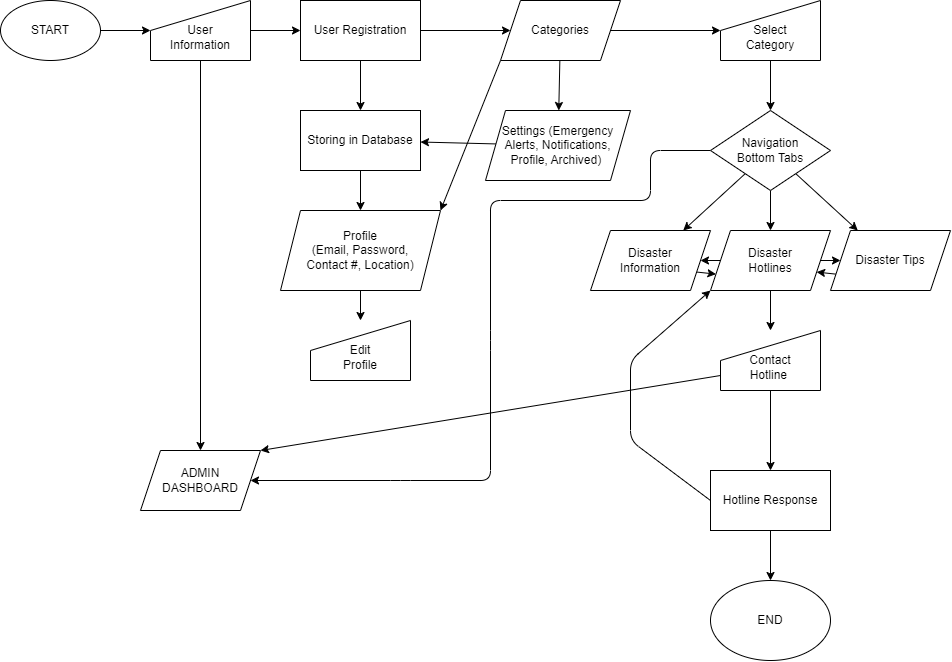 START
User
Information
User Registration
Categories
Select
Category
Storing in Database
Settings (Emergency
Alerts, Notifications,
Profile, Archived)
Navigation
Bottom Tabs
Profile
(Email, Password,
Contact #, Location)
Disaster
Information
Disaster
Hotlines
Disaster Tips
Edit
Profile
Contact
Hotline
ADMIN
DASHBOARD
Hotline Response
END